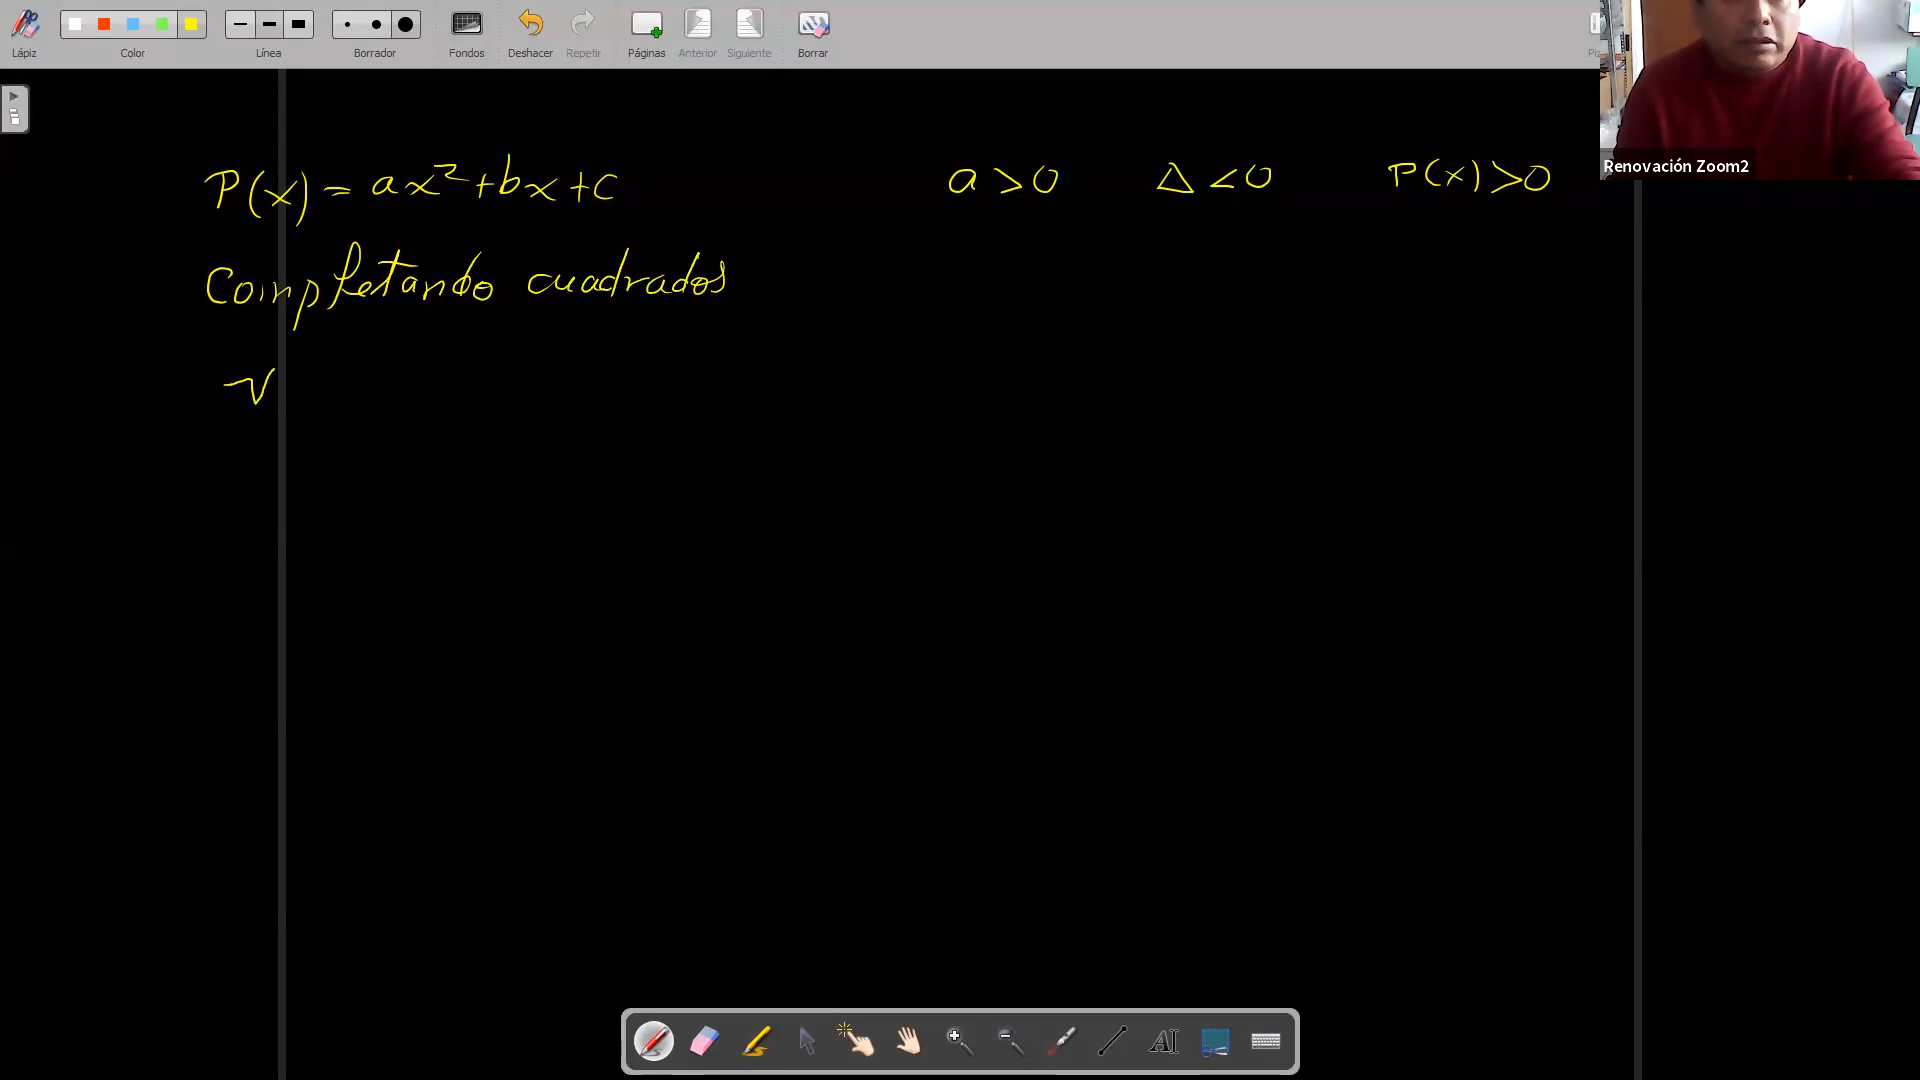 Lápiz Color Línea Borrador Fondos Deshacer Repetir Páginas Anterior Siguiente Borrar
Renovación Zoom2
P(x) = ax²+bx+c a>0 Δ<0 P(x)>0
Completando cuadrados